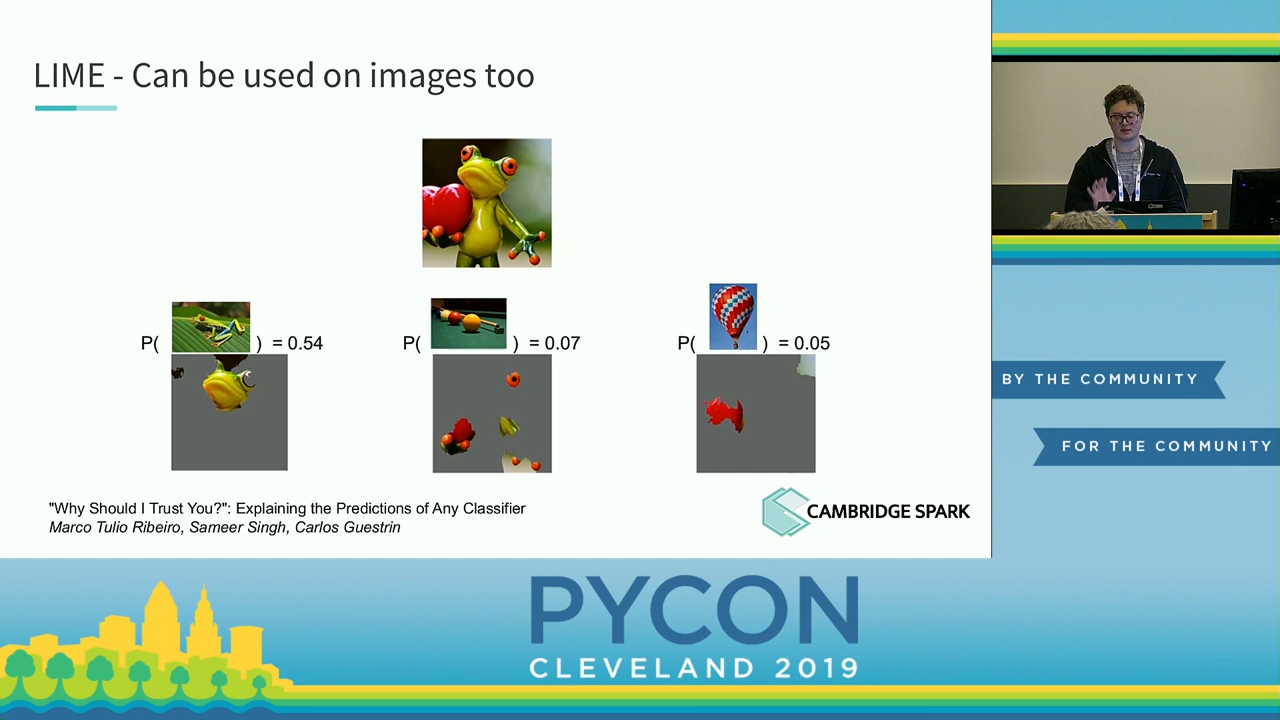 LIME - Can be used on images too
P( ) = 0.54
P( ) = 0.07
P( ) = 0.05
"Why Should I Trust You?": Explaining the Predictions of Any Classifier
Marco Tulio Ribeiro, Sameer Singh, Carlos Guestrin
CAMBRIDGE SPARK
BY THE COMMUNITY
FOR THE COMMUNITY
PYCON
CLEVELAND 2019